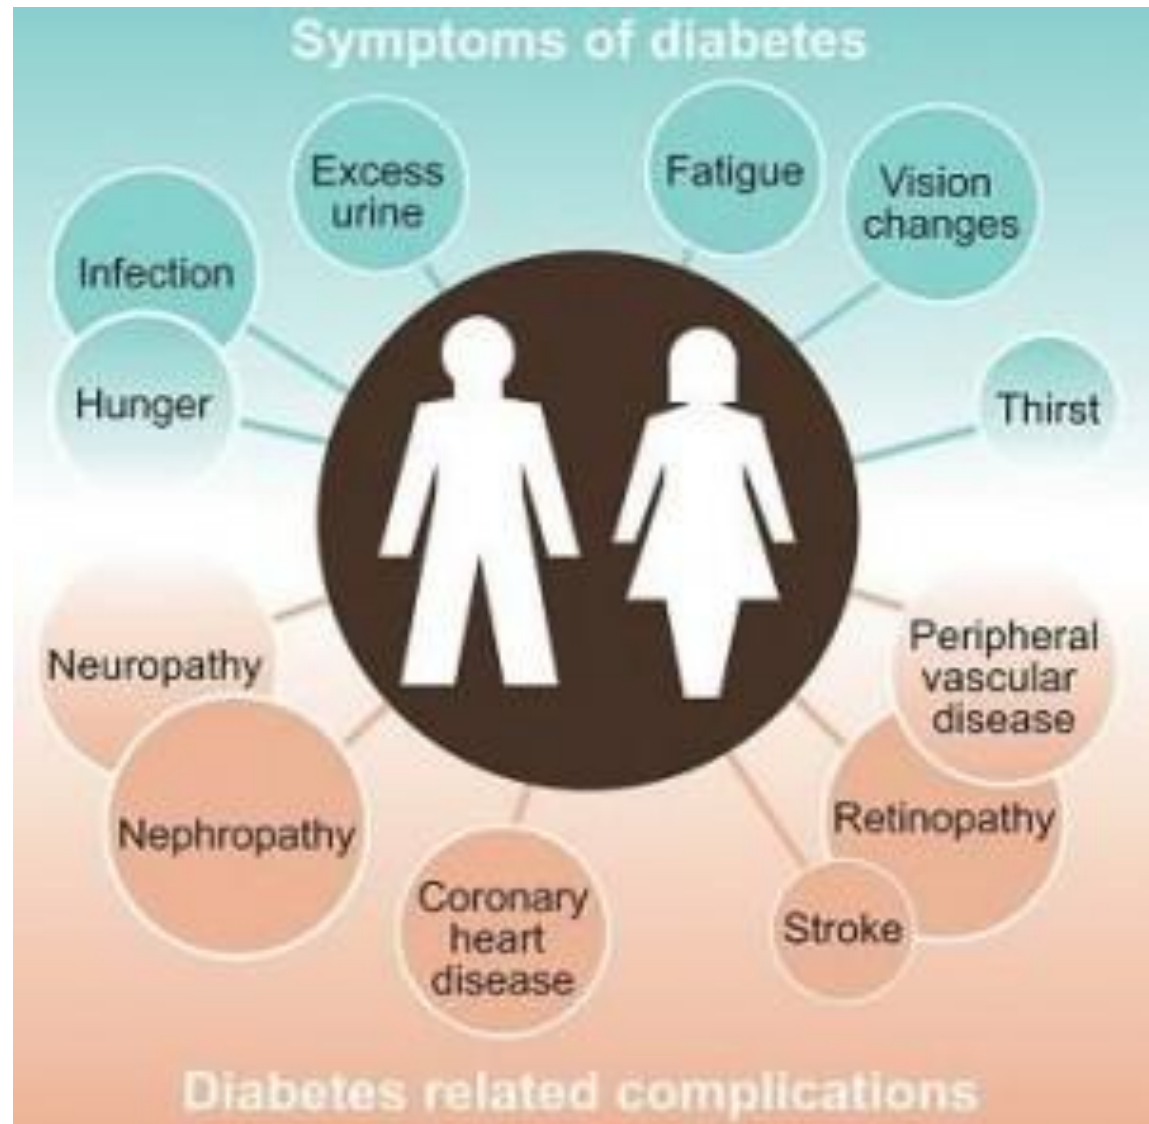 Symptoms of diabetes
Excess
urine
Fatigue
Vision
changes
Infection
Hunger
Thirst
Neuropathy
Peripheral
vascular
disease
Nephropathy
Retinopathy
Coronary
heart
disease
Stroke
Diabetes related complications